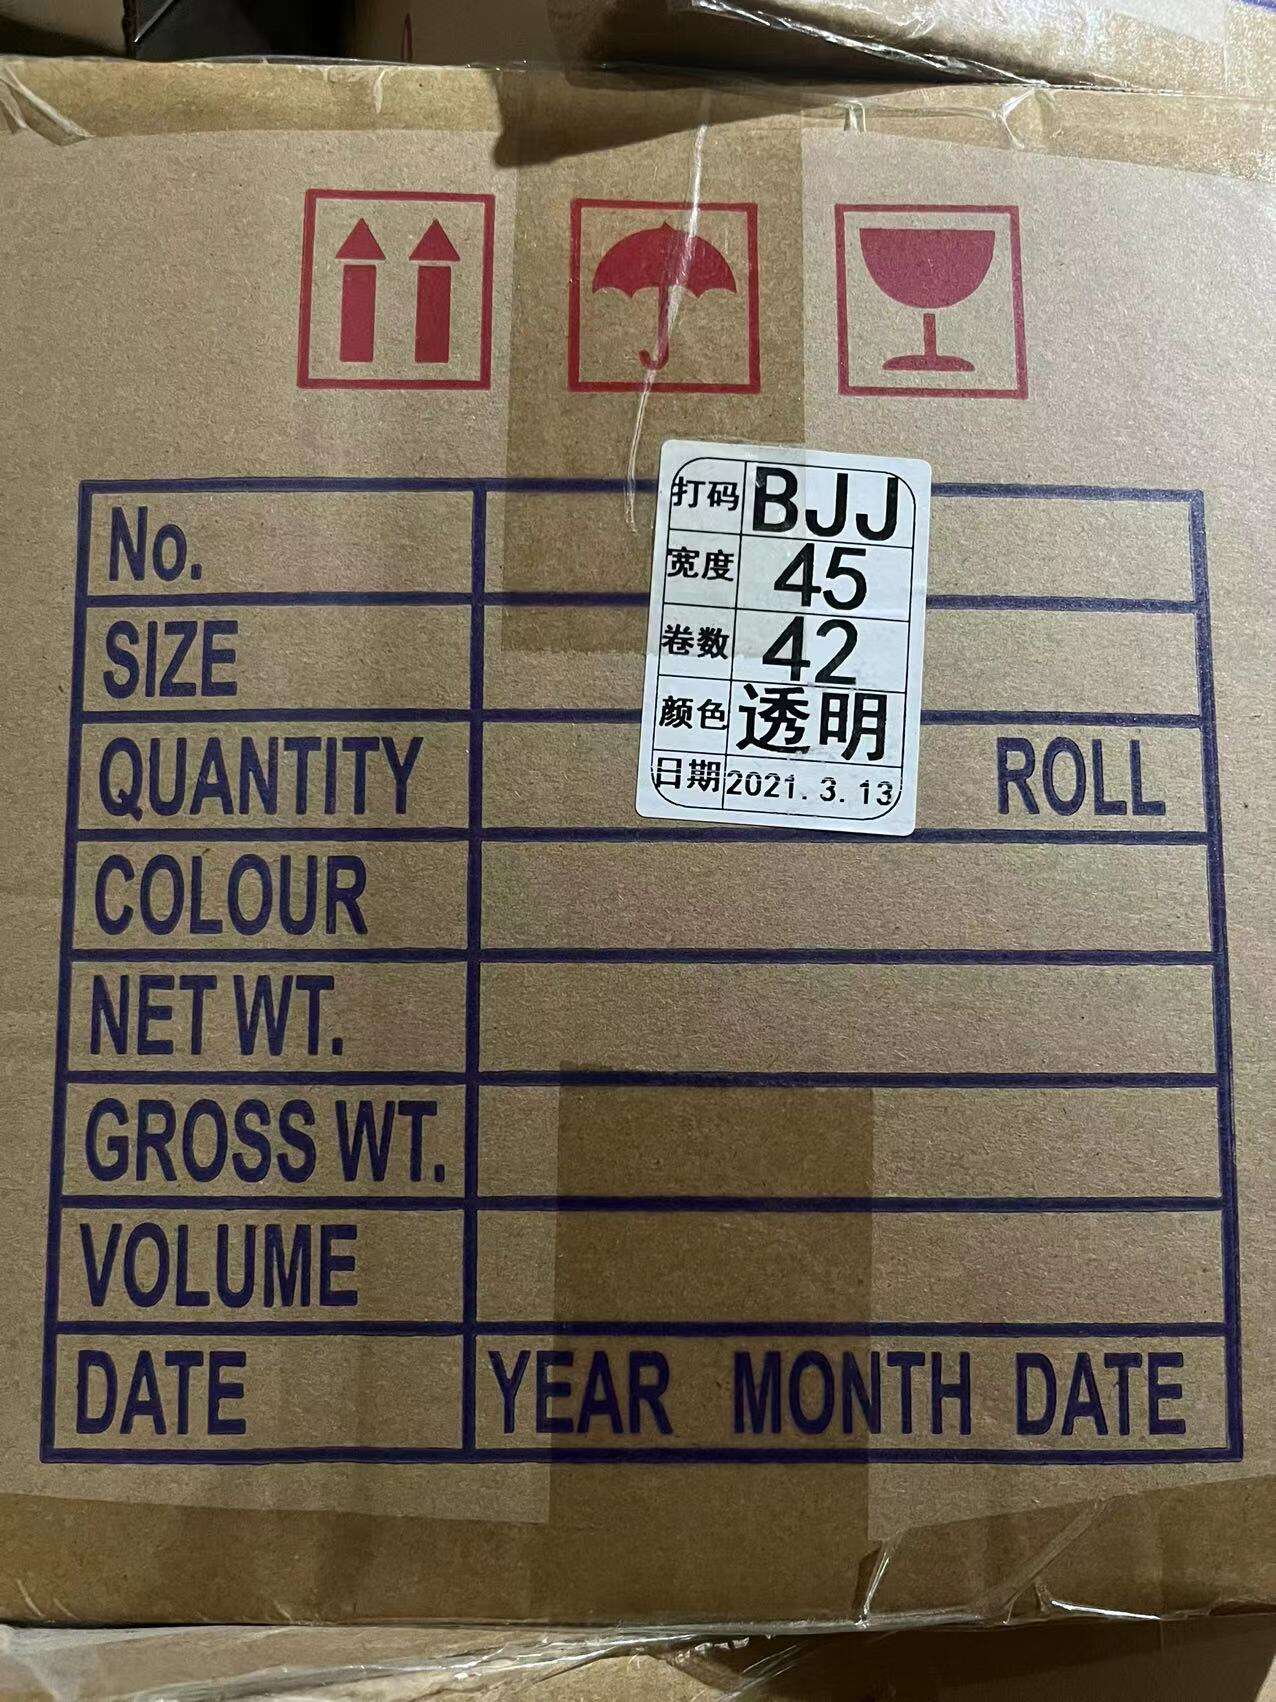 打码 BJJ
宽度 45
卷数 42
颜色 透明
日期 2021.3.13
No.
SIZE
QUANTITY ROLL
COLOUR
NET WT.
GROSS WT.
VOLUME
DATE YEAR MONTH DATE